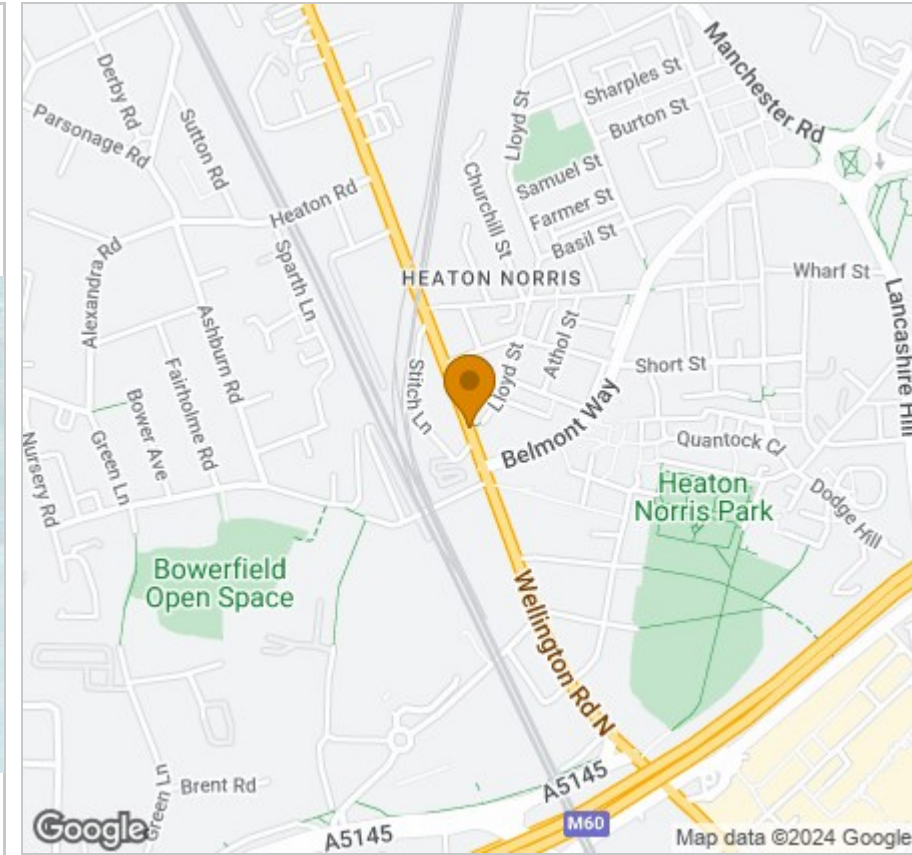 Manchester Rd
Sharples St
Lloyd St
Derby Rd
Burton St
Parsonage Rd
Sutton Rd
Samuel St
Churchill St
Heaton Rd
Farmer St
Basil St
Alexandra Rd
Sparth Ln
HEATON NORRIS
Wharf St
Lancashire Hill
Ashburn Rd
Athol St
Short St
Stitch Ln
Lloyd St
Fairholme Rd
Bower Ave
Belmont Way
Quantock Cl
Nursery Rd
Green Ln
Heaton
Norris Park
Dodge Hill
Bowerfield
Open Space
Wellington Rd N
Green Ln
Brent Rd
A5145
A5145
M60
Google
Map data ©2024 Google